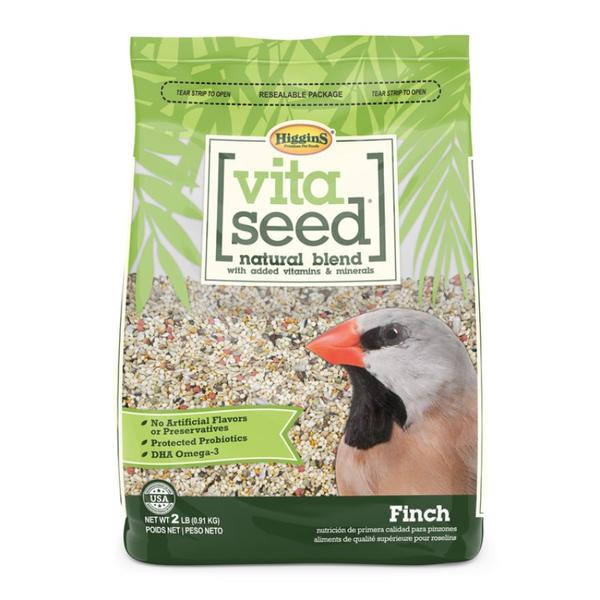 TEAR STRIP TO OPEN
RESEALABLE PACKAGE
TEAR STRIP TO OPEN
HigginS®
Premium Pet Foods
[vita
seed]®
natural blend
with added vitamins & minerals
No Artificial Flavors
or Preservatives
Protected Probiotics
DHA Omega-3
USA
NET WT 2 LB (0.91 KG)
POIDS NET | PESO NETO
Finch
nutrición de primera calidad para pinzones
aliments de qualité supérieure pour roselins